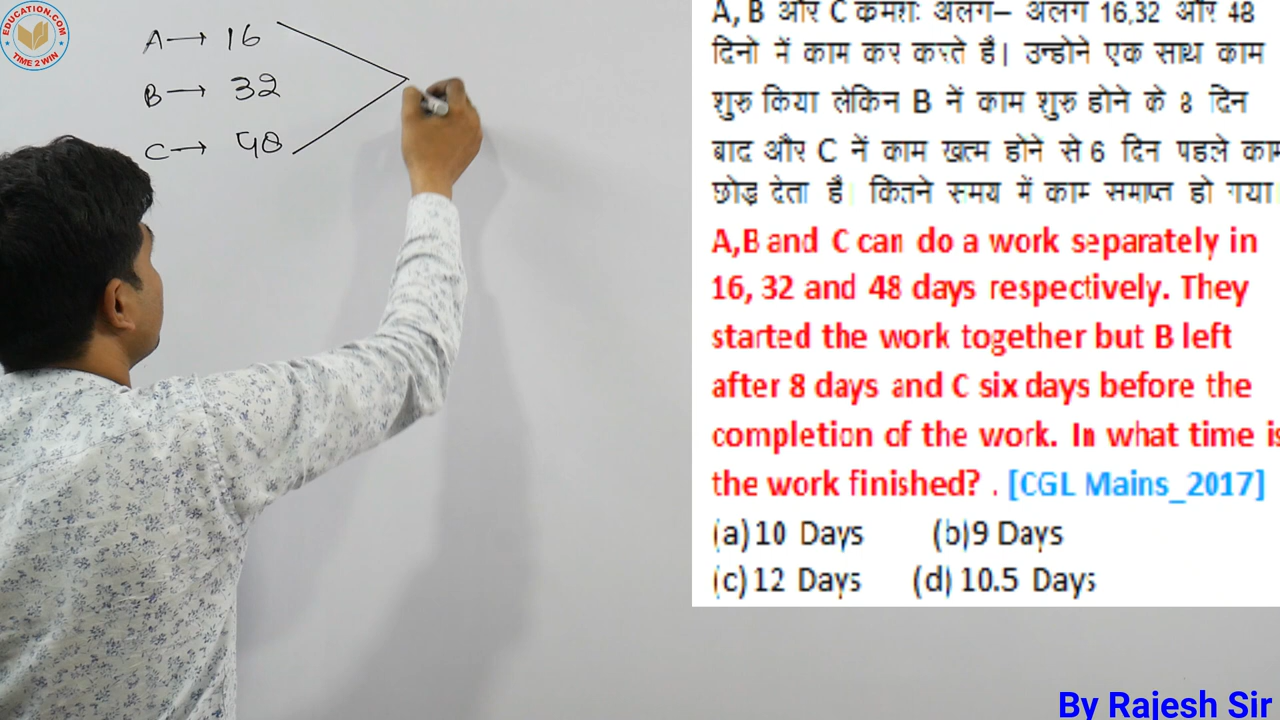 EDUCATION.COM
TIME 2 WIN
A → 16
B → 32
C → 48
A, B और C क्रमशः अलग– अलग 16,32 और 48
दिनो में काम कर करते है। उन्होने एक साथ काम
शुरु किया लेकिन B नें काम शुरु होने के 8 दिन
बाद और C नें काम खत्म होने से 6 दिन पहले काम
छोड़ देता है। कितने समय में काम समाप्त हो गया
A,B and C can do a work separately in
16, 32 and 48 days respectively. They
started the work together but B left
after 8 days and C six days before the
completion of the work. In what time is
the work finished? . [CGL Mains_2017]
(a) 10 Days (b)9 Days
(c) 12 Days (d) 10.5 Days
By Rajesh Sir